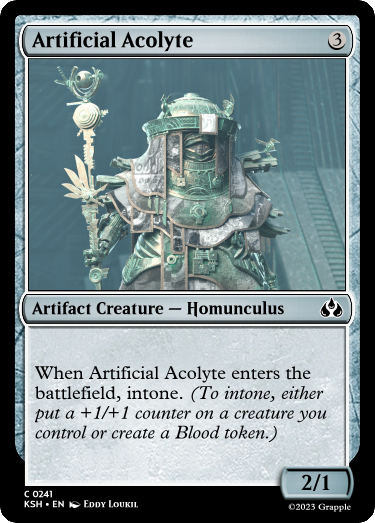 Artificial Acolyte 3
Artifact Creature — Homunculus
When Artificial Acolyte enters the
battlefield, intone. (To intone, either
put a +1/+1 counter on a creature you
control or create a Blood token.)
2/1
C 0241
KSH • EN Eddy Loukil
©2023 Grapple